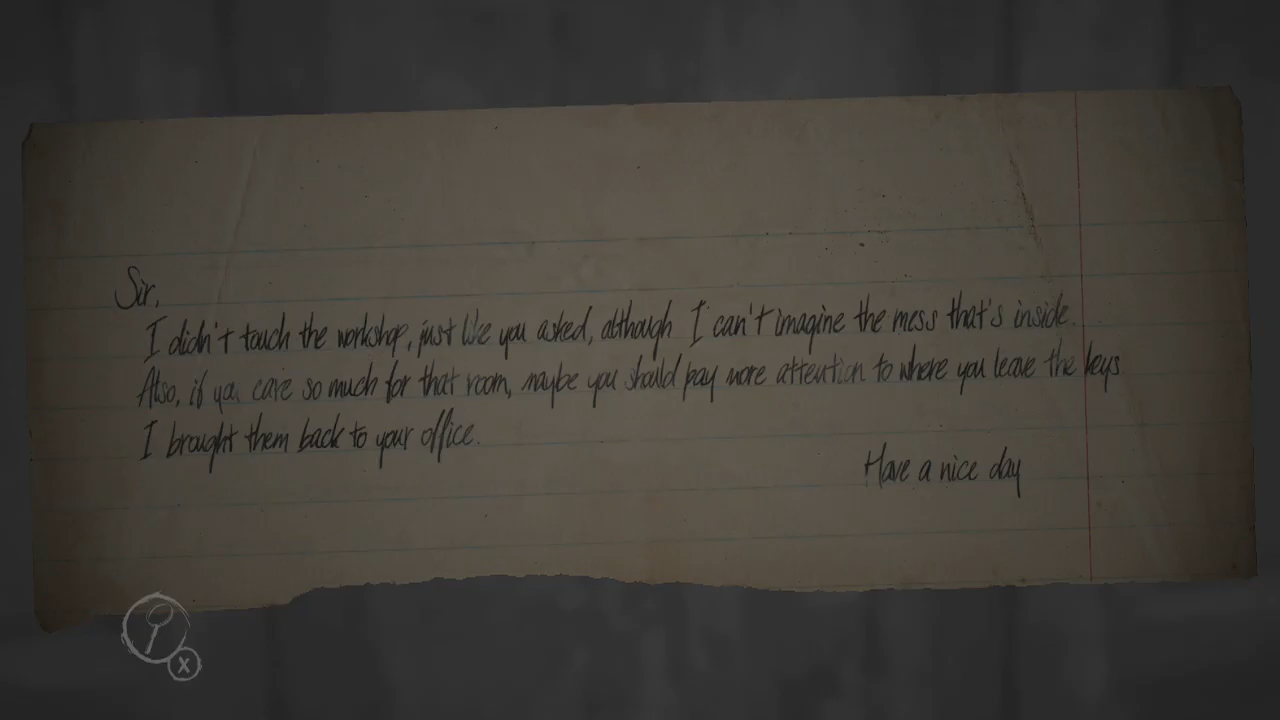 Sir,
I didn't touch the workshop, just like you asked, although I can't imagine the mess that's inside.
Also, if you care so much for that room, maybe you should pay more attention to where you leave the keys
I brought them back to your office.
Have a nice day
X